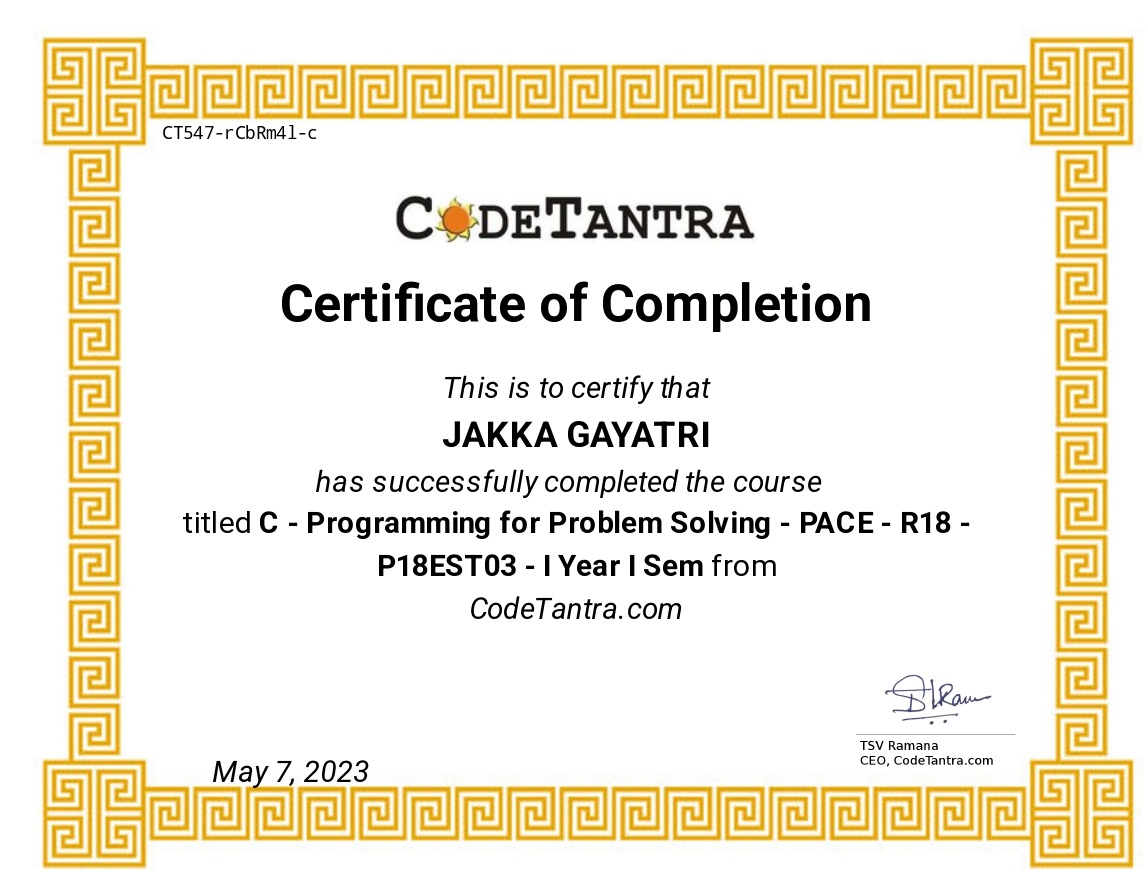 CT547-rCbRm4l-c
CODETANTRA
Certificate of Completion
This is to certify that
JAKKA GAYATRI
has successfully completed the course
titled C - Programming for Problem Solving - PACE - R18 -
P18EST03 - I Year I Sem from
CodeTantra.com
TSV Ramana
CEO, CodeTantra.com
May 7, 2023